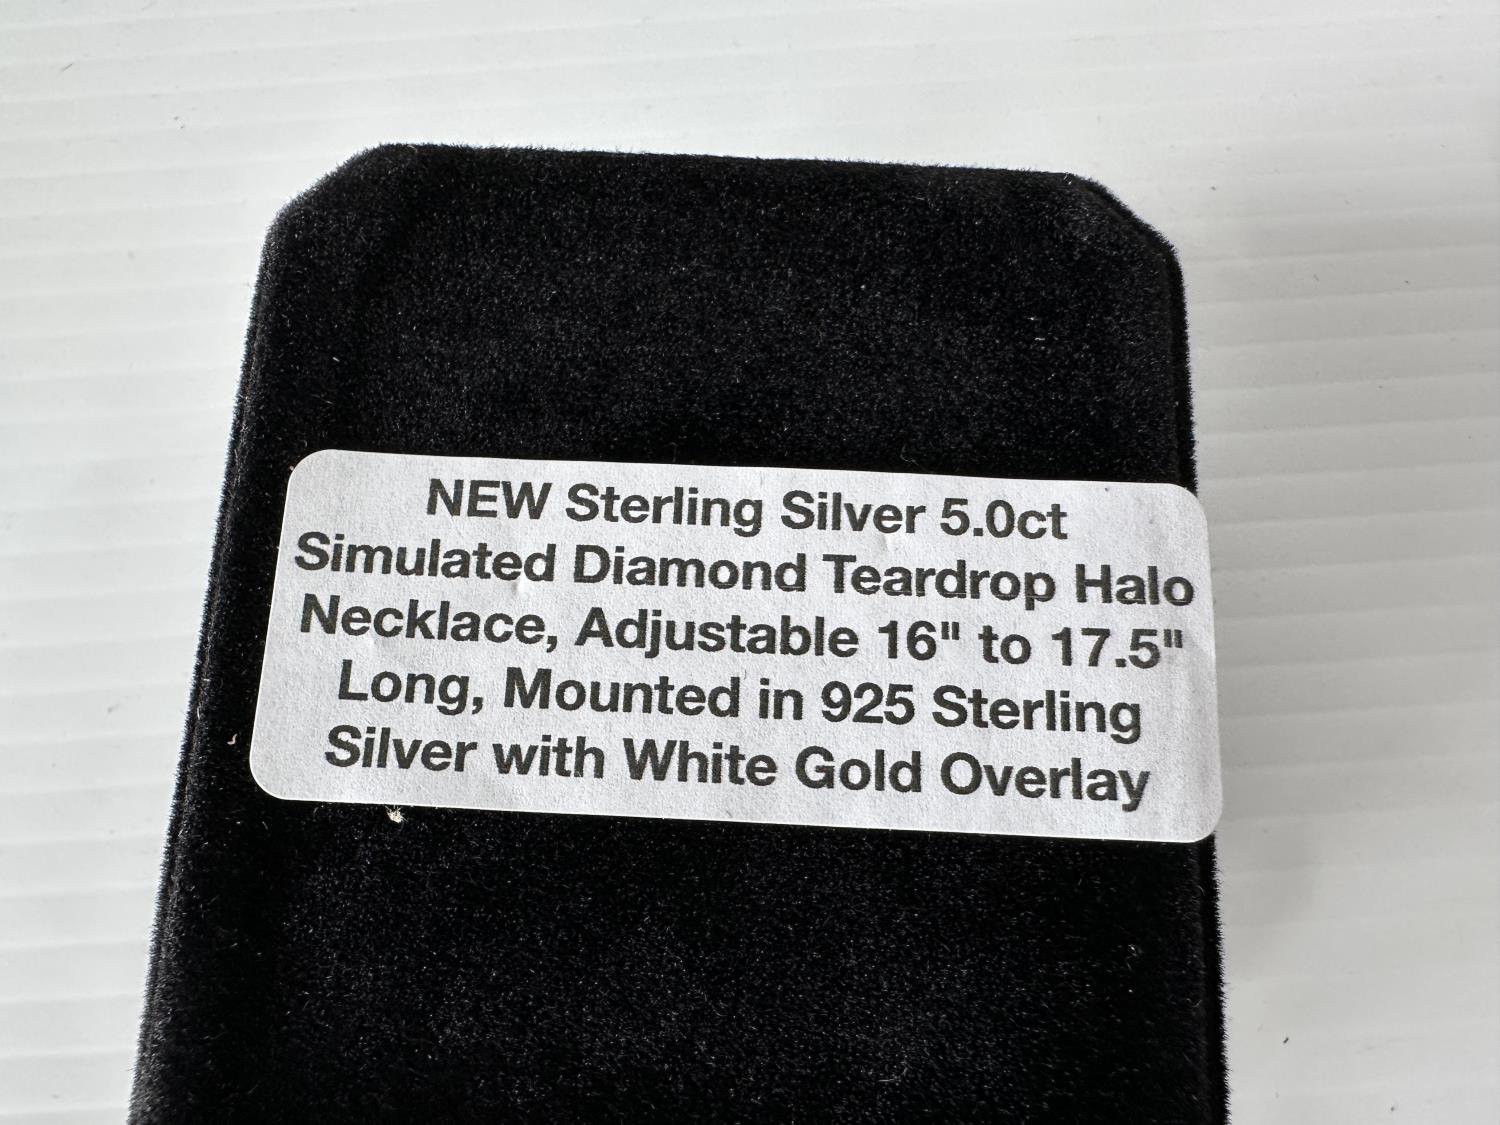 NEW Sterling Silver 5.0ct
Simulated Diamond Teardrop Halo
Necklace, Adjustable 16" to 17.5"
Long, Mounted in 925 Sterling
Silver with White Gold Overlay